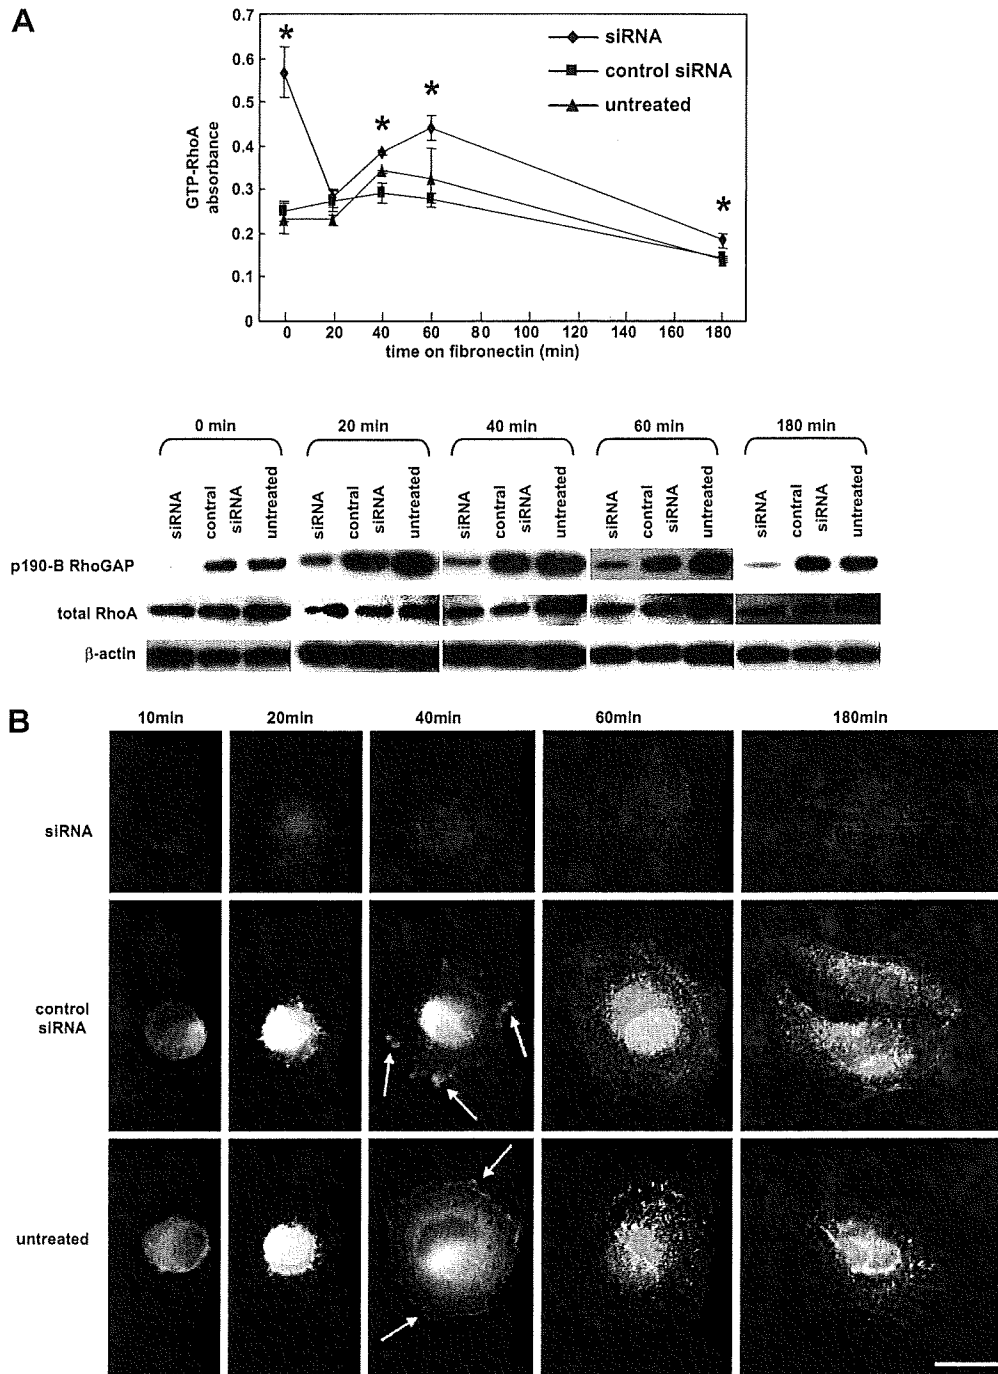 A
0.7
0.6
0.5
0.4
0.3
0.2
0.1
0
GTP-RhoA
absorbance
siRNA
control siRNA
untreated
*
*
*
*
0 20 40 60 80 100 120 140 160 180
time on fibronectin (min)
0 min 20 min 40 min 60 min 180 min
siRNA contral siRNA untreated siRNA contral siRNA untreated siRNA contral siRNA untreated siRNA contral siRNA untreated siRNA contral siRNA untreated
p190-B RhoGAP
total RhoA
β-actin
B
10min 20min 40min 60min 180min
siRNA
control
siRNA
untreated